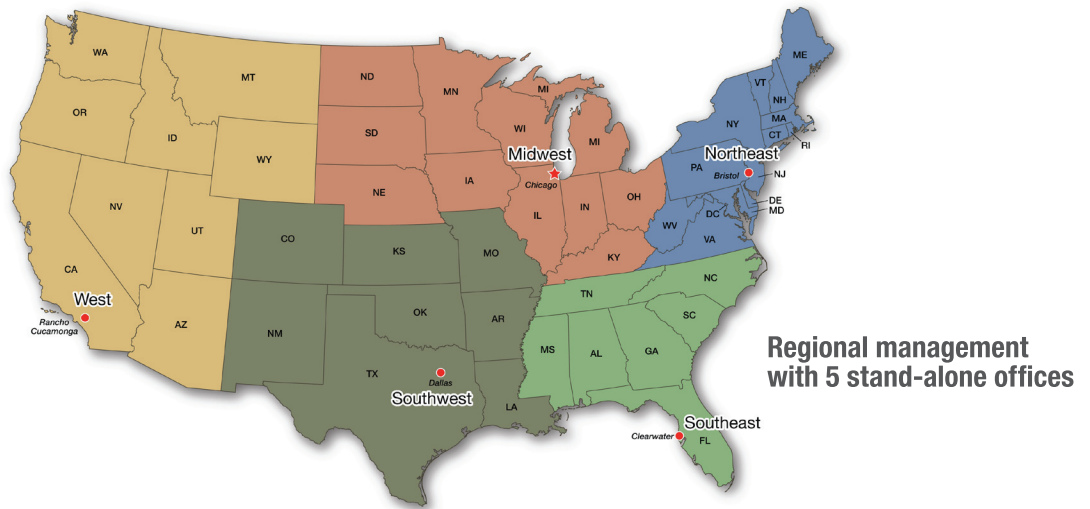 WA
MT
ND
MN
MI
ME
VT
NH
OR
ID
SD
WI
MI
NY
MA
CT
RI
WY
Midwest
Chicago
Northeast
Bristol
PA
NJ
NE
IA
IL
IN
OH
DE
MD
DC
WV
VA
NV
UT
CO
KS
MO
KY
CA
West
Rancho
Cucamonga
AZ
NM
OK
AR
TN
NC
SC
TX
Dallas
Southwest
LA
MS
AL
GA
Southeast
Clearwater
FL
Regional management
with 5 stand-alone offices